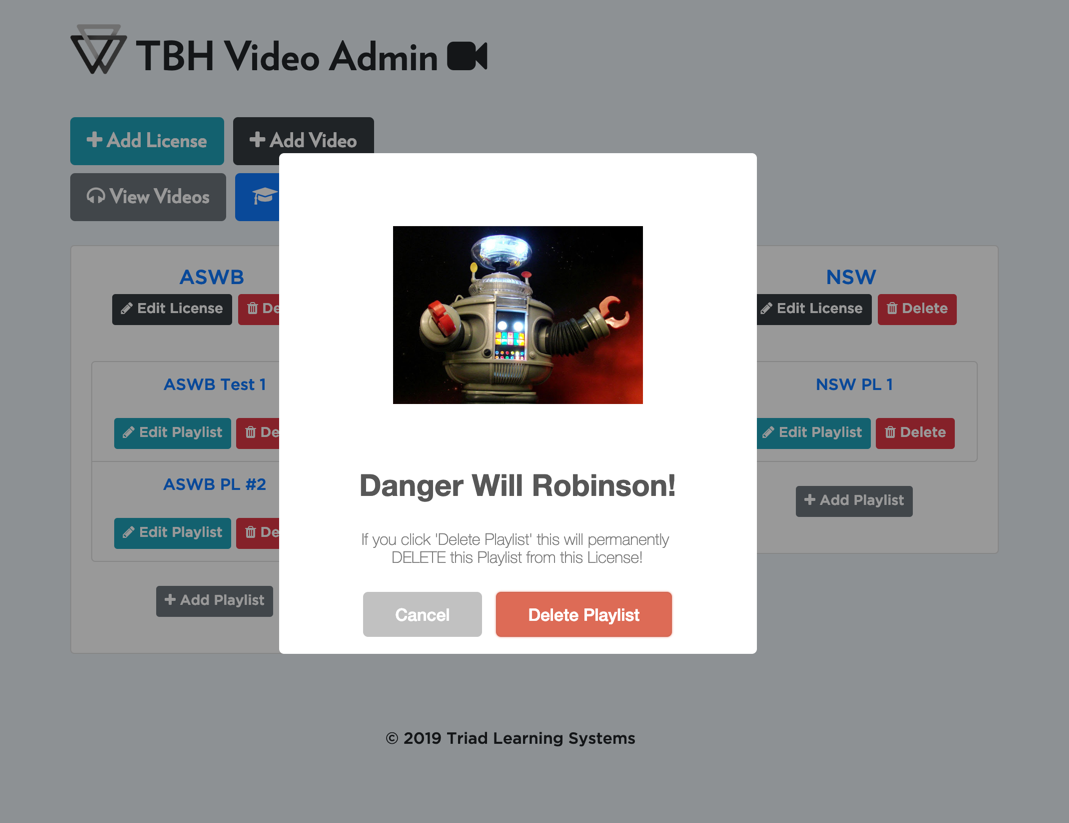 TBH Video Admin
Add License
Add Video
View Videos
ASWB
Edit License
De
NSW
Edit License
Delete
ASWB Test 1
Edit Playlist
De
NSW PL 1
Edit Playlist
Delete
ASWB PL #2
Edit Playlist
De
Add Playlist
Add Playlist
Danger Will Robinson!
If you click 'Delete Playlist' this will permanently
DELETE this Playlist from this License!
Cancel
Delete Playlist
© 2019 Triad Learning Systems